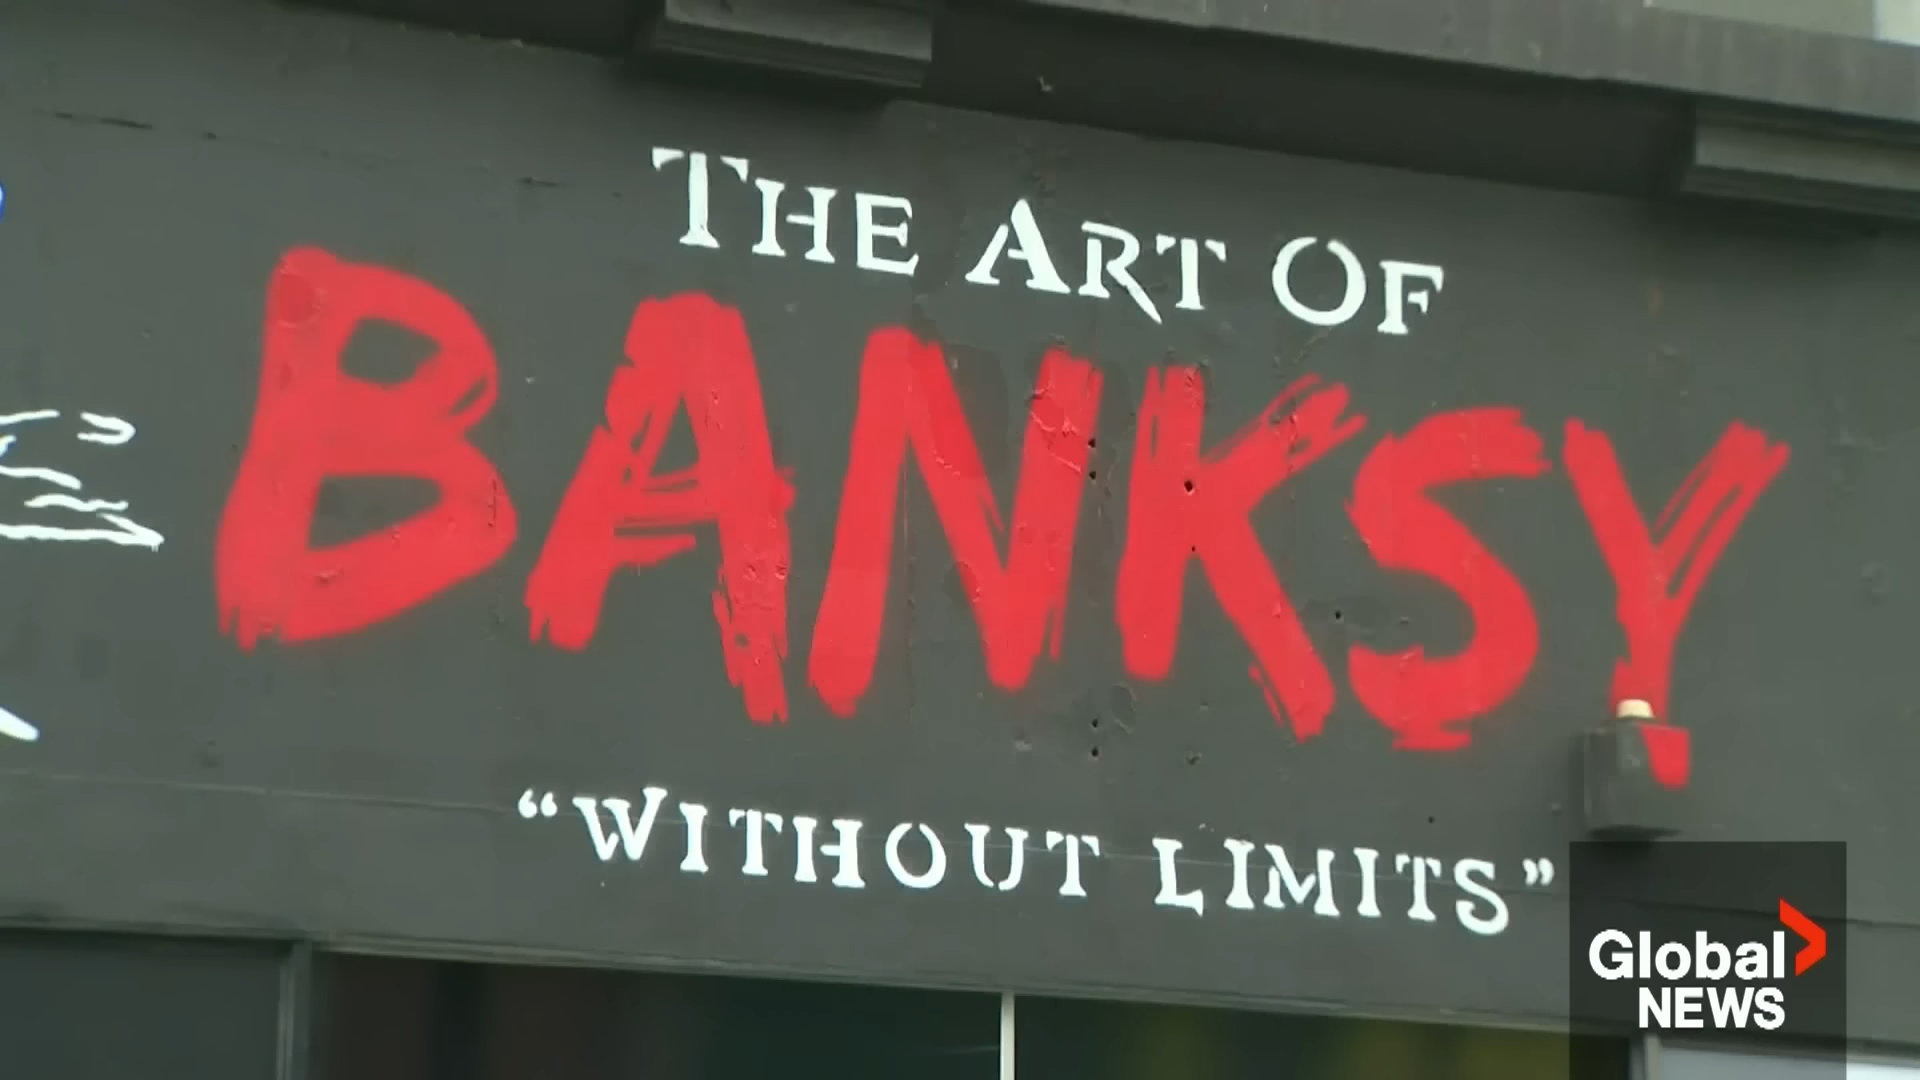 THE ART OF
BANKSY
“WITHOUT LIMITS”
Global
NEWS